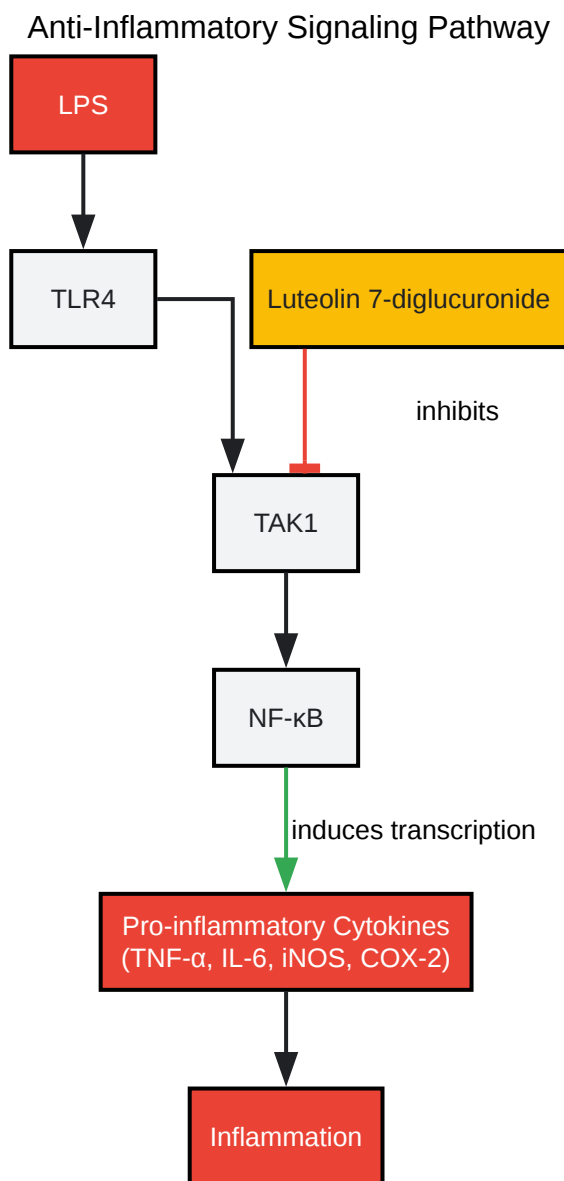 Anti-Inflammatory Signaling Pathway
LPS
TLR4
Luteolin 7-diglucuronide
inhibits
TAK1
NF-κB
induces transcription
Pro-inflammatory Cytokines
(TNF-α, IL-6, iNOS, COX-2)
Inflammation